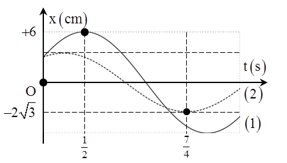 x(cm)
+6
t(s)
O
(2)
−2√3
(1)
1/2
7/4